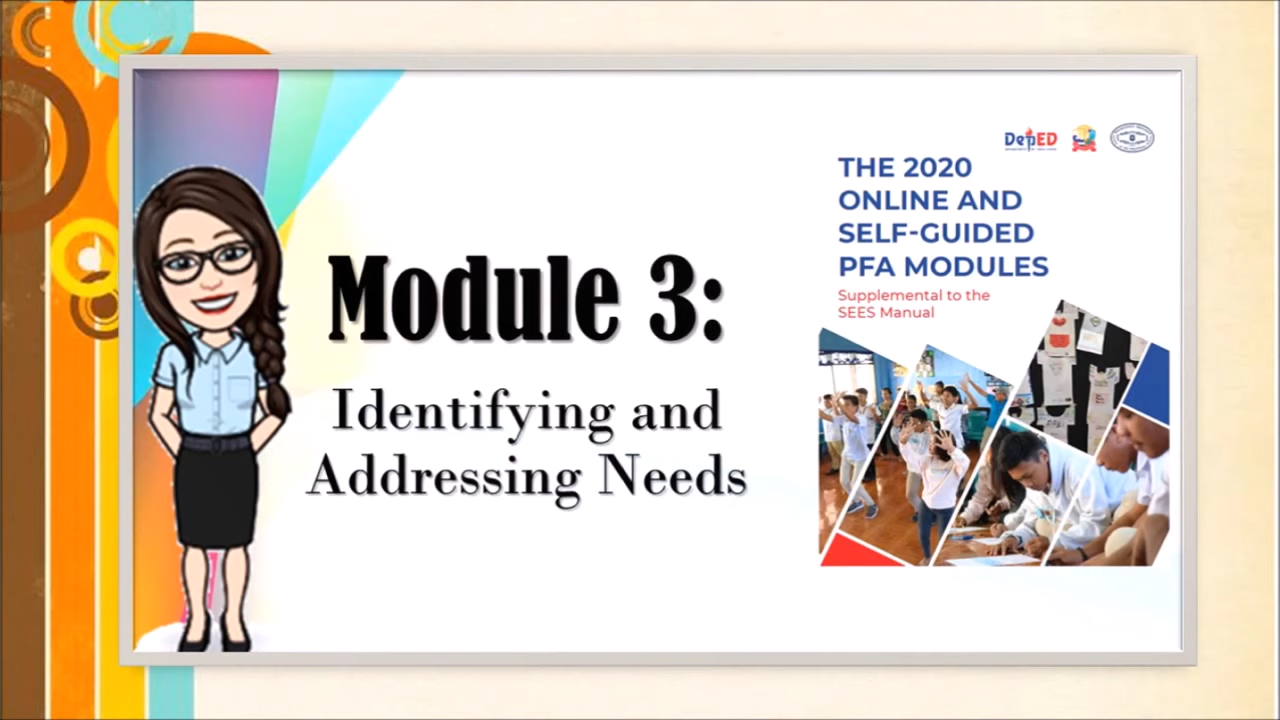 Module 3:
Identifying and
Addressing Needs
DepED
THE 2020
ONLINE AND
SELF-GUIDED
PFA MODULES
Supplemental to the
SEES Manual